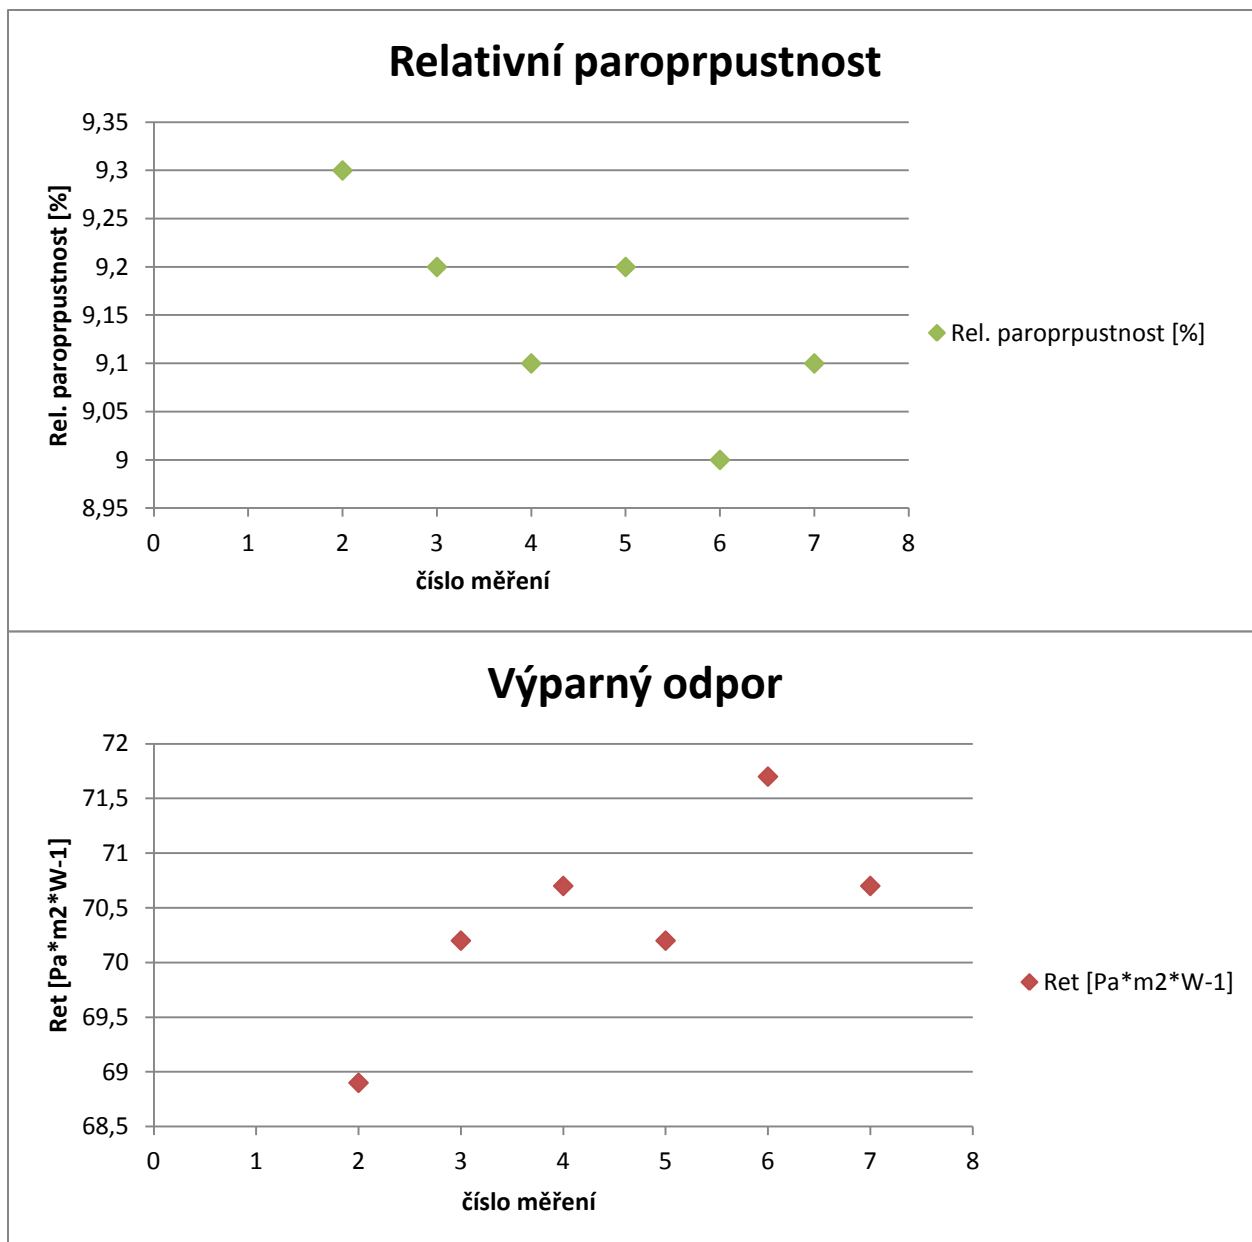 Relativní paroprpustnost
9,35
9,3
9,25
9,2
9,15
9,1
9,05
9
8,95
Rel. paroprpustnost [%]
0 1 2 3 4 5 6 7 8
číslo měření
Rel. paroprpustnost [%]
Výparný odpor
72
71,5
71
70,5
70
69,5
69
68,5
Ret [Pa*m2*W-1]
0 1 2 3 4 5 6 7 8
číslo měření
Ret [Pa*m2*W-1]